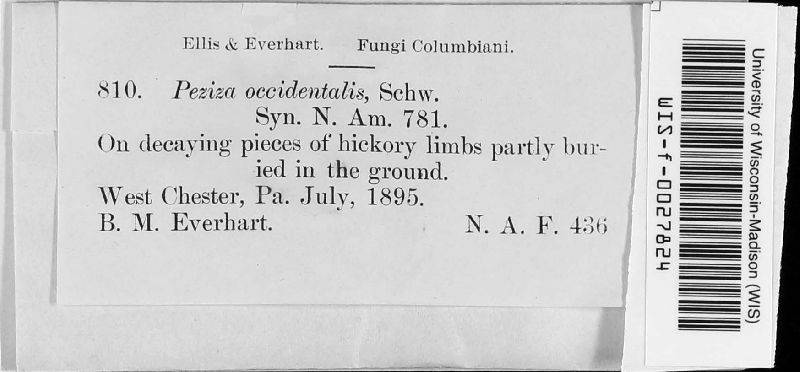 Ellis & Everhart. Fungi Columbiani.
810. Peziza occidentalis, Schw.
Syn. N. Am. 781.
On decaying pieces of hickory limbs partly bur-
ied in the ground.
West Chester, Pa. July, 1895.
B. M. Everhart. N. A. F. 436
University of Wisconsin-Madison (WIS)
WIS-f-0027824